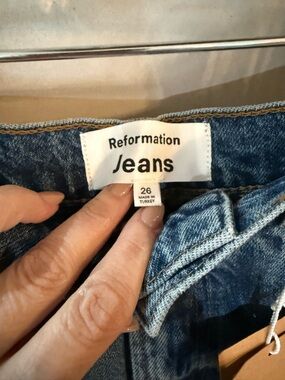 Reformation
Jeans
26
MADE IN
TURKEY